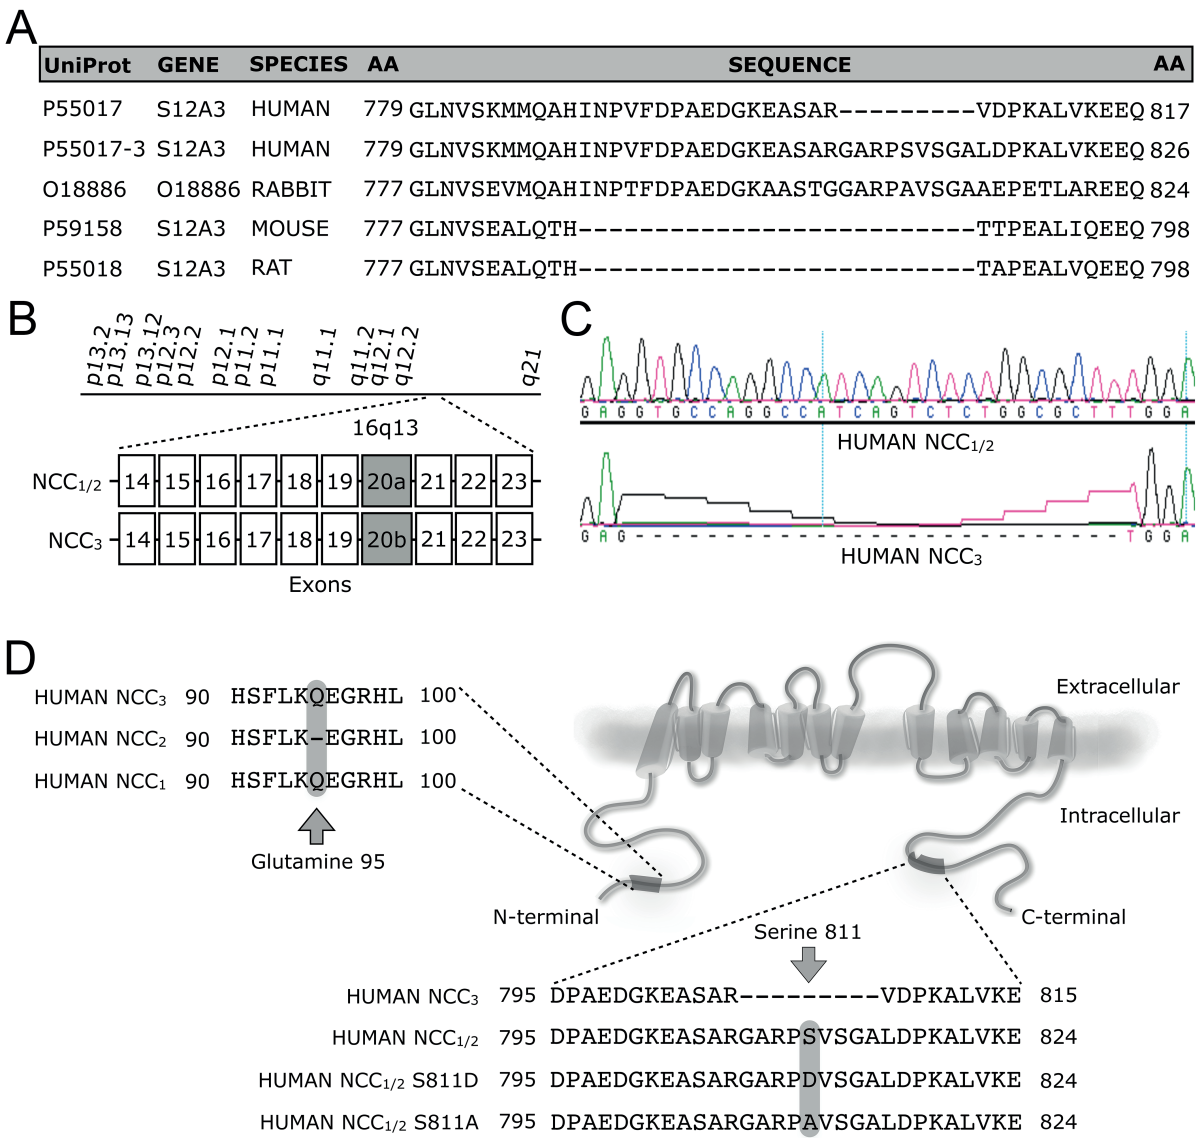 A
UniProt GENE SPECIES AA SEQUENCE AA
P55017 S12A3 HUMAN 779 GLNVSKMMQAHINPVFDPAEDGKEASAR---------VDPKALVKEEQ 817
P55017-3 S12A3 HUMAN 779 GLNVSKMMQAHINPVFDPAEDGKEASARGARPSVSGALDPKALVKEEQ 826
O18886 O18886 RABBIT 777 GLNVSEVMQAHINPTFDPAEDGKAASTGGARPAVSGAAEPETLAREEQ 824
P59158 S12A3 MOUSE 777 GLNVSEALQTH--------------------------TTPEALIQEEQ 798
P55018 S12A3 RAT 777 GLNVSEALQTH--------------------------TAPEALVQEEQ 798
B
p13.2 p13.13 p13.12 p12.3 p12.2 p12.1 p11.2 p11.1 q11.1 q11.2 q12.1 q12.2 q21
16q13
NCC1/2 14 15 16 17 18 19 20a 21 22 23
NCC3 14 15 16 17 18 19 20b 21 22 23
Exons
C
G A G G T G C C A G G C C A T C A G T C T C T G G C G C T T T G G A
HUMAN NCC1/2
G A G - - - - - - - - - - - - - - - - - - - - - - - - - - - T G G A
HUMAN NCC3
D
HUMAN NCC3 90 HSFLKQEGRHL 100
HUMAN NCC2 90 HSFLK-EGRHL 100
HUMAN NCC1 90 HSFLKQEGRHL 100
Glutamine 95
Extracellular
Intracellular
N-terminal
C-terminal
Serine 811
HUMAN NCC3 795 DPAEDGKEASAR---------VDPKALVKE 815
HUMAN NCC1/2 795 DPAEDGKEASARGARPSVSGALDPKALVKE 824
HUMAN NCC1/2 S811D 795 DPAEDGKEASARGARPDVSGALDPKALVKE 824
HUMAN NCC1/2 S811A 795 DPAEDGKEASARGARPAVSGALDPKALVKE 824